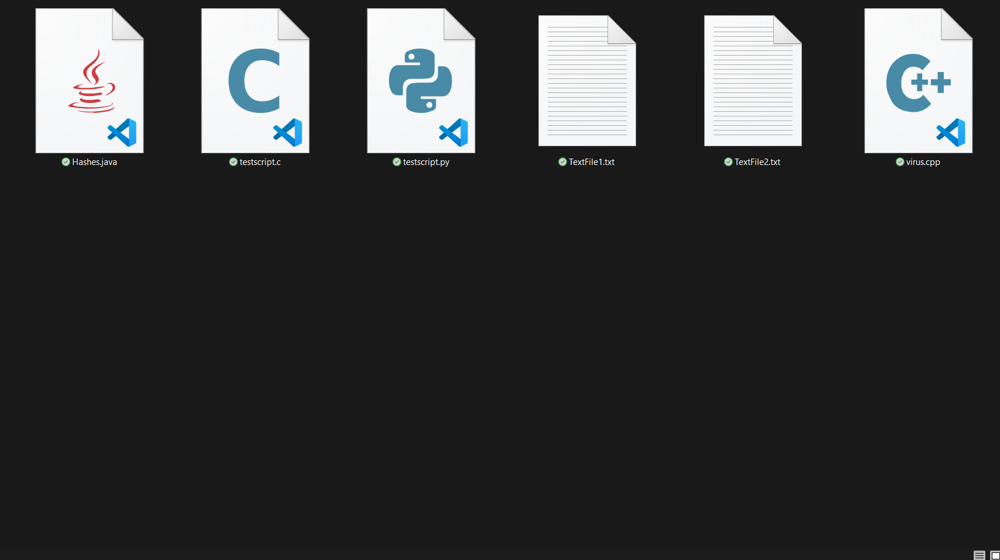 C
C++
Hashes.java
testscript.c
testscript.py
TextFile1.txt
TextFile2.txt
virus.cpp